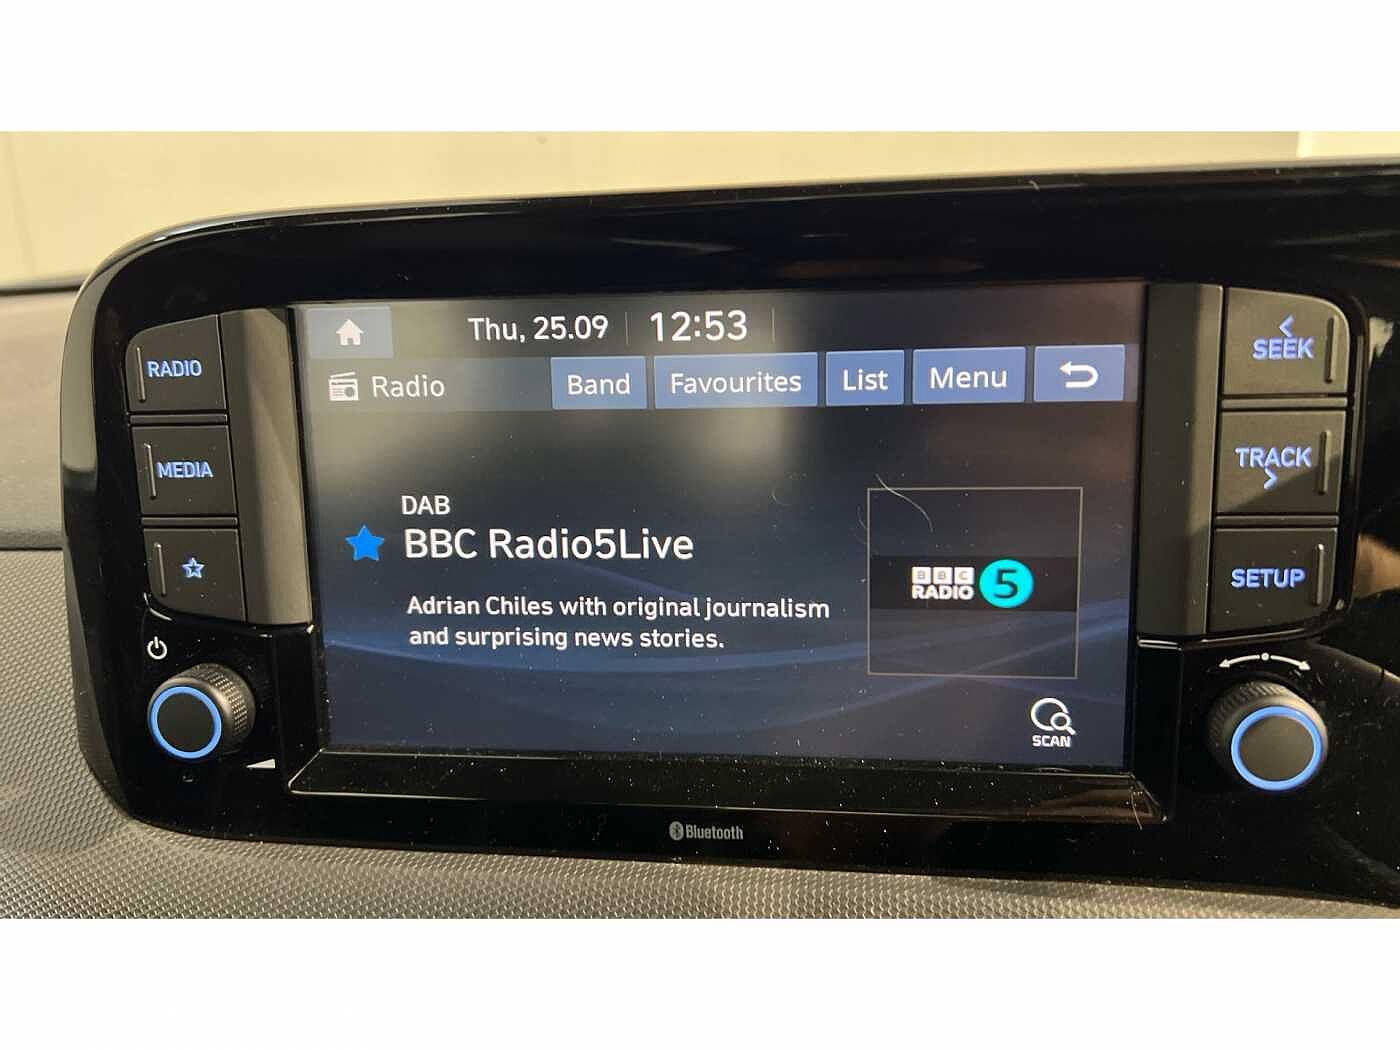 Thu, 25.09 12:53
Radio Band Favourites List Menu
RADIO
MEDIA
SEEK
TRACK
SETUP
DAB
BBC Radio5Live
Adrian Chiles with original journalism
and surprising news stories.
BBC
RADIO 5
SCAN
Bluetooth